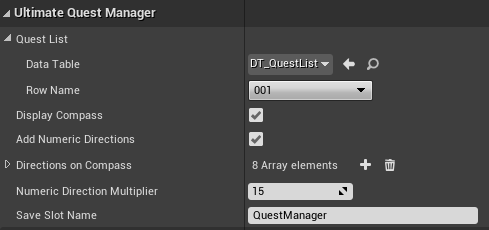 Ultimate Quest Manager
Quest List
Data Table DT_QuestList
Row Name 001
Display Compass
Add Numeric Directions
Directions on Compass 8 Array elements
Numeric Direction Multiplier 15
Save Slot Name QuestManager